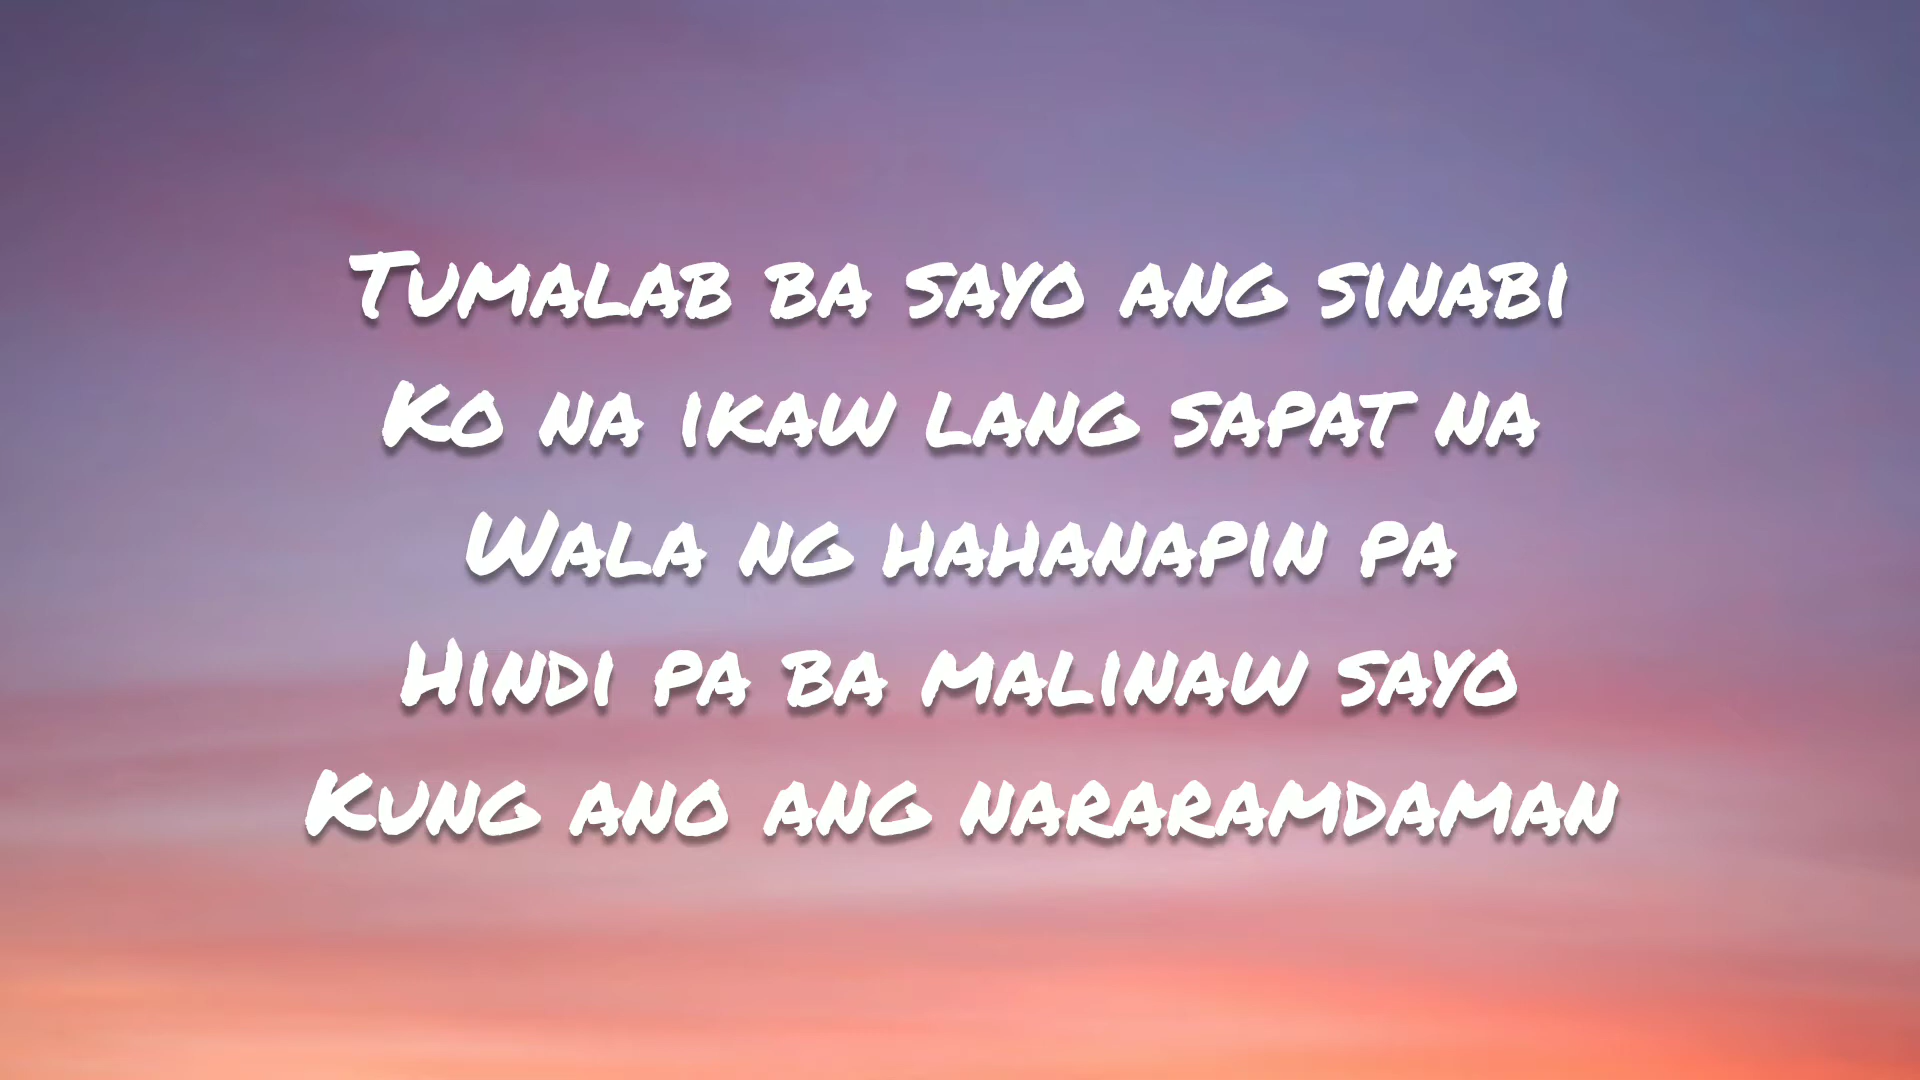 Tumalab ba sayo ang sinabi
Ko na ikaw lang sapat na
Wala ng hahanapin pa
Hindi pa ba malinaw sayo
Kung ano ang nararamdaman